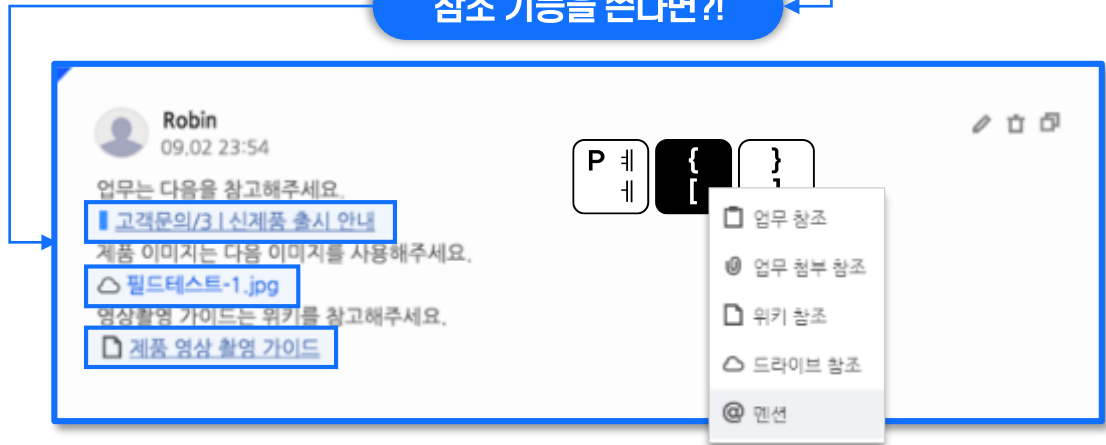 참조 기능을 쓴다면?!
Robin
09.02 23:54
업무는 다음을 참고해주세요.
고객문의/3 | 신제품 출시 안내
제품 이미지는 다음 이미지를 사용해주세요.
필드테스트-1.jpg
영상촬영 가이드는 위키를 참고해주세요.
제품 영상 촬영 가이드
P ㅖ
ㅔ
{
[
}
]
업무 참조
업무 첨부 참조
위키 참조
드라이브 참조
@ 멘션